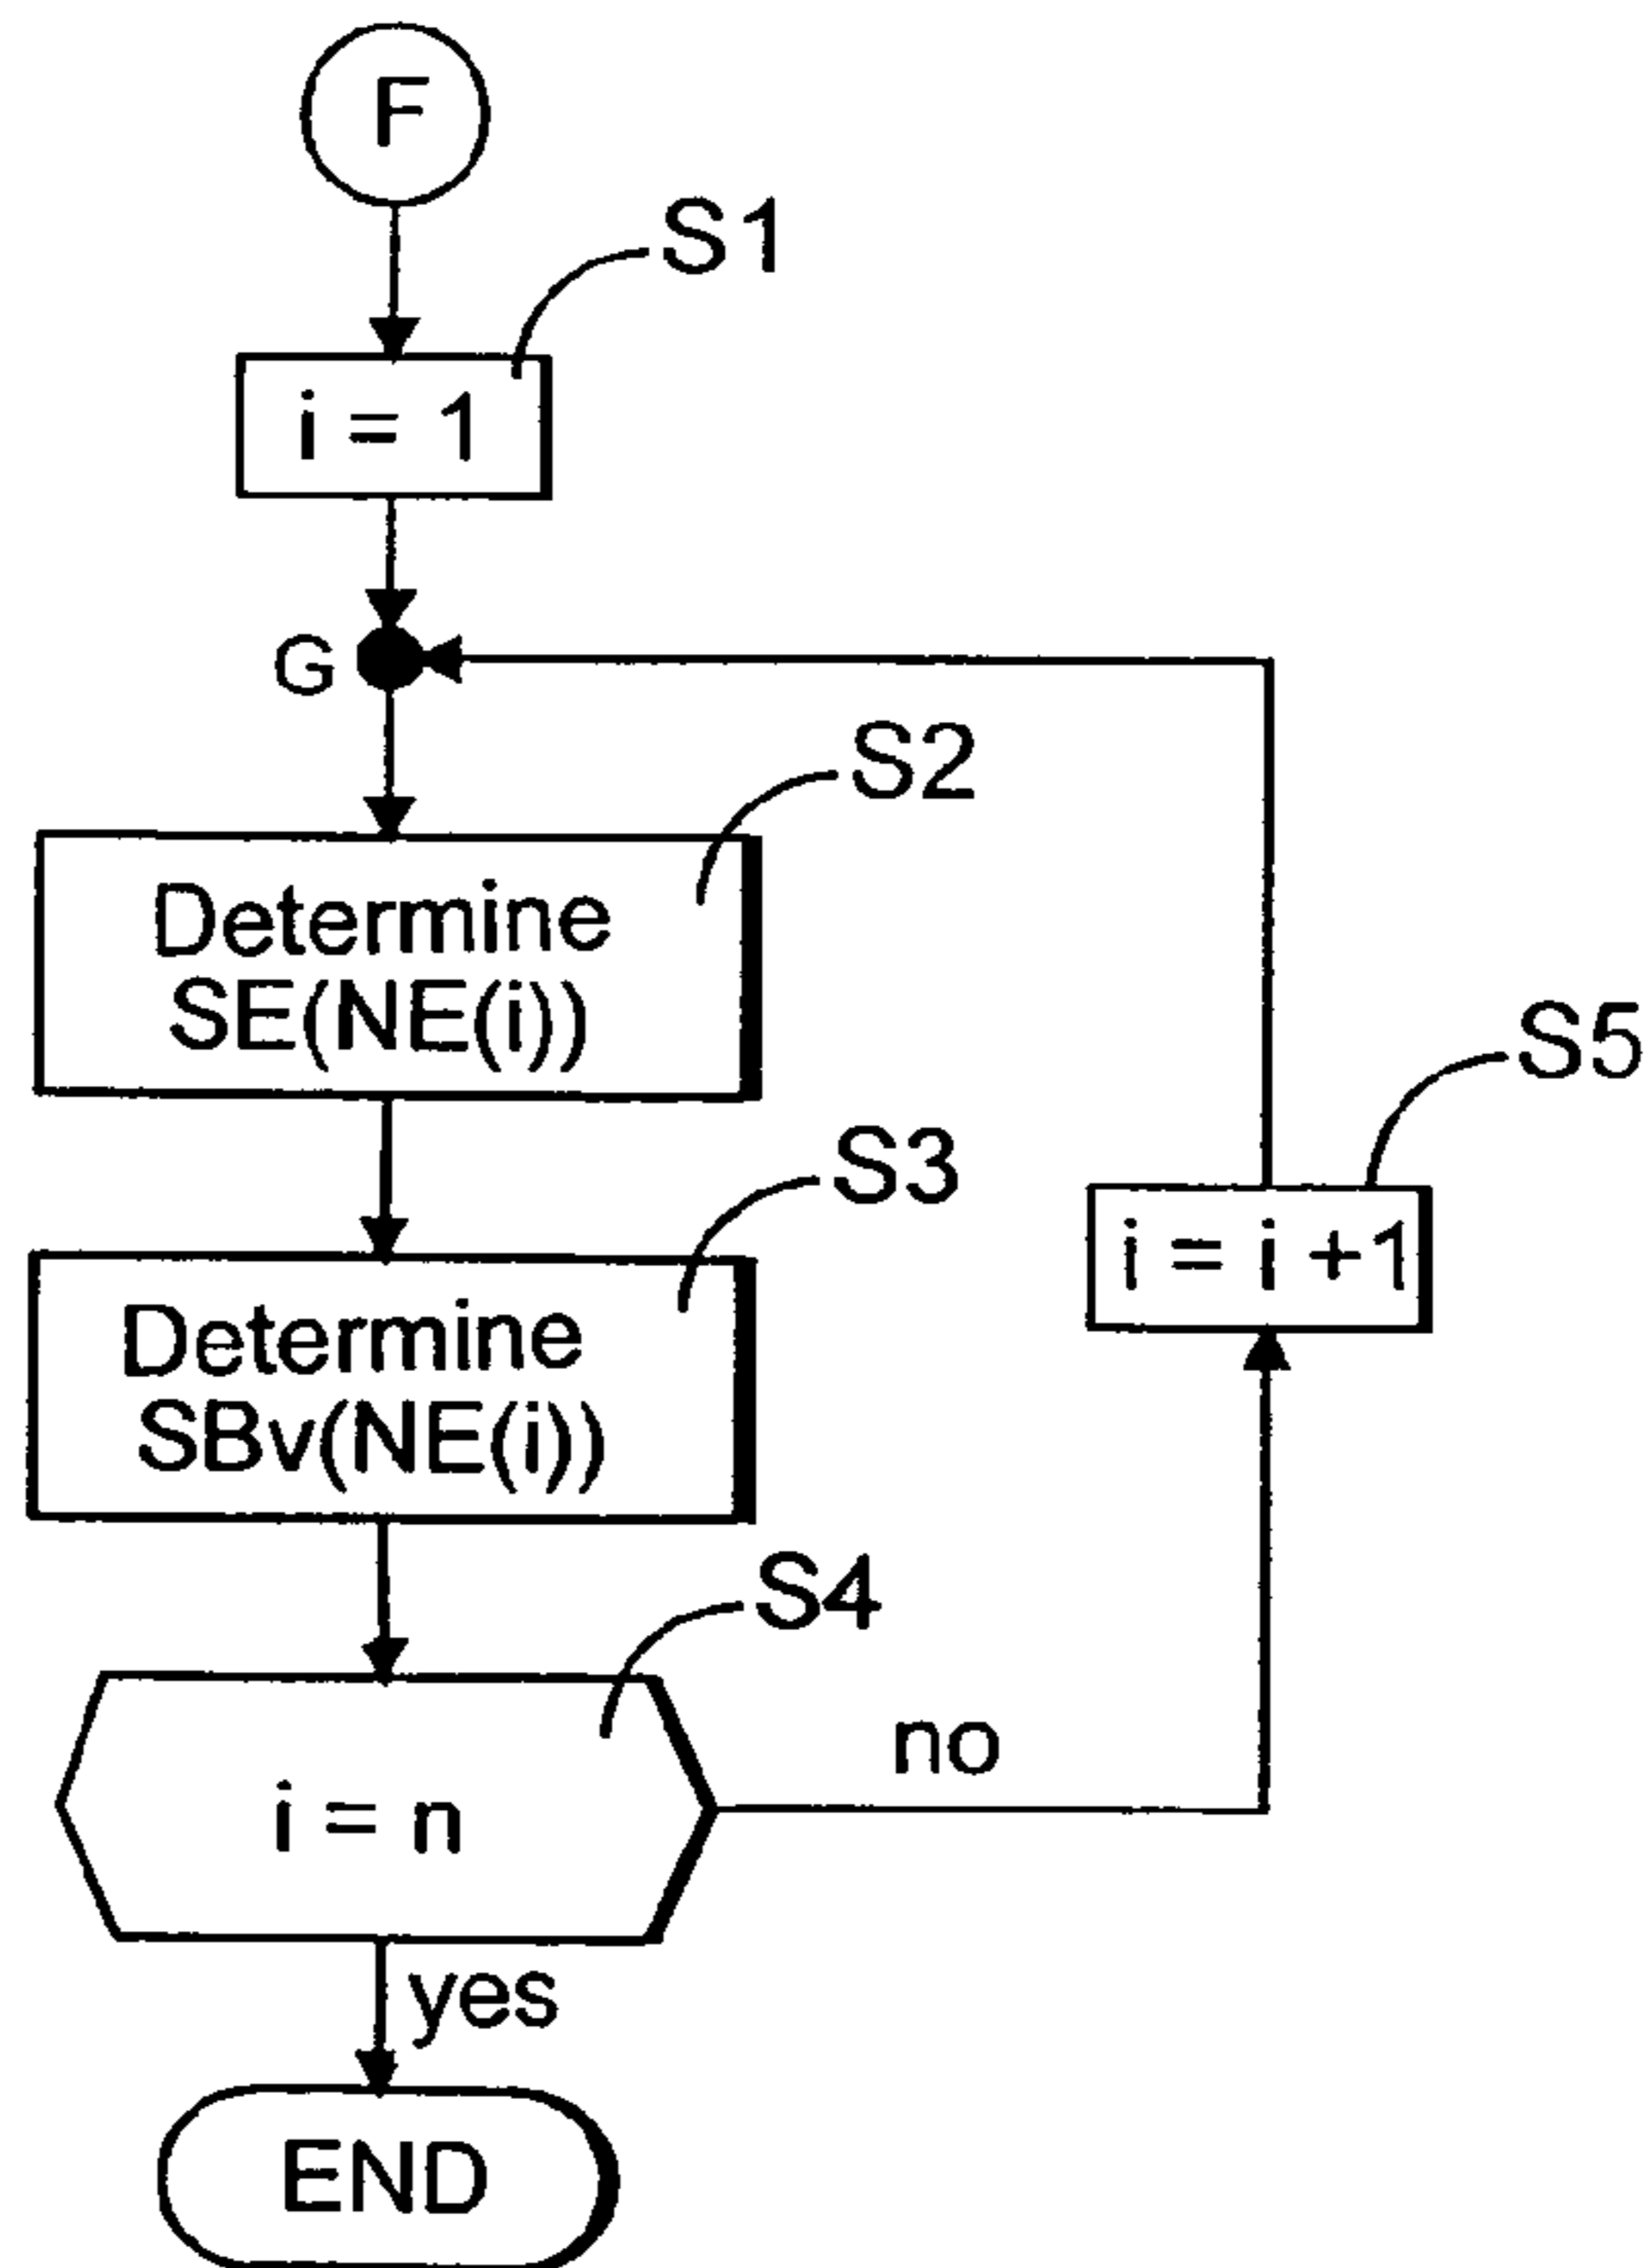 F
S1
i = 1
G
S2
Determine
SE(NE(i))
S5
S3
i = i +1
Determine
SBv(NE(i))
S4
no
i = n
yes
END